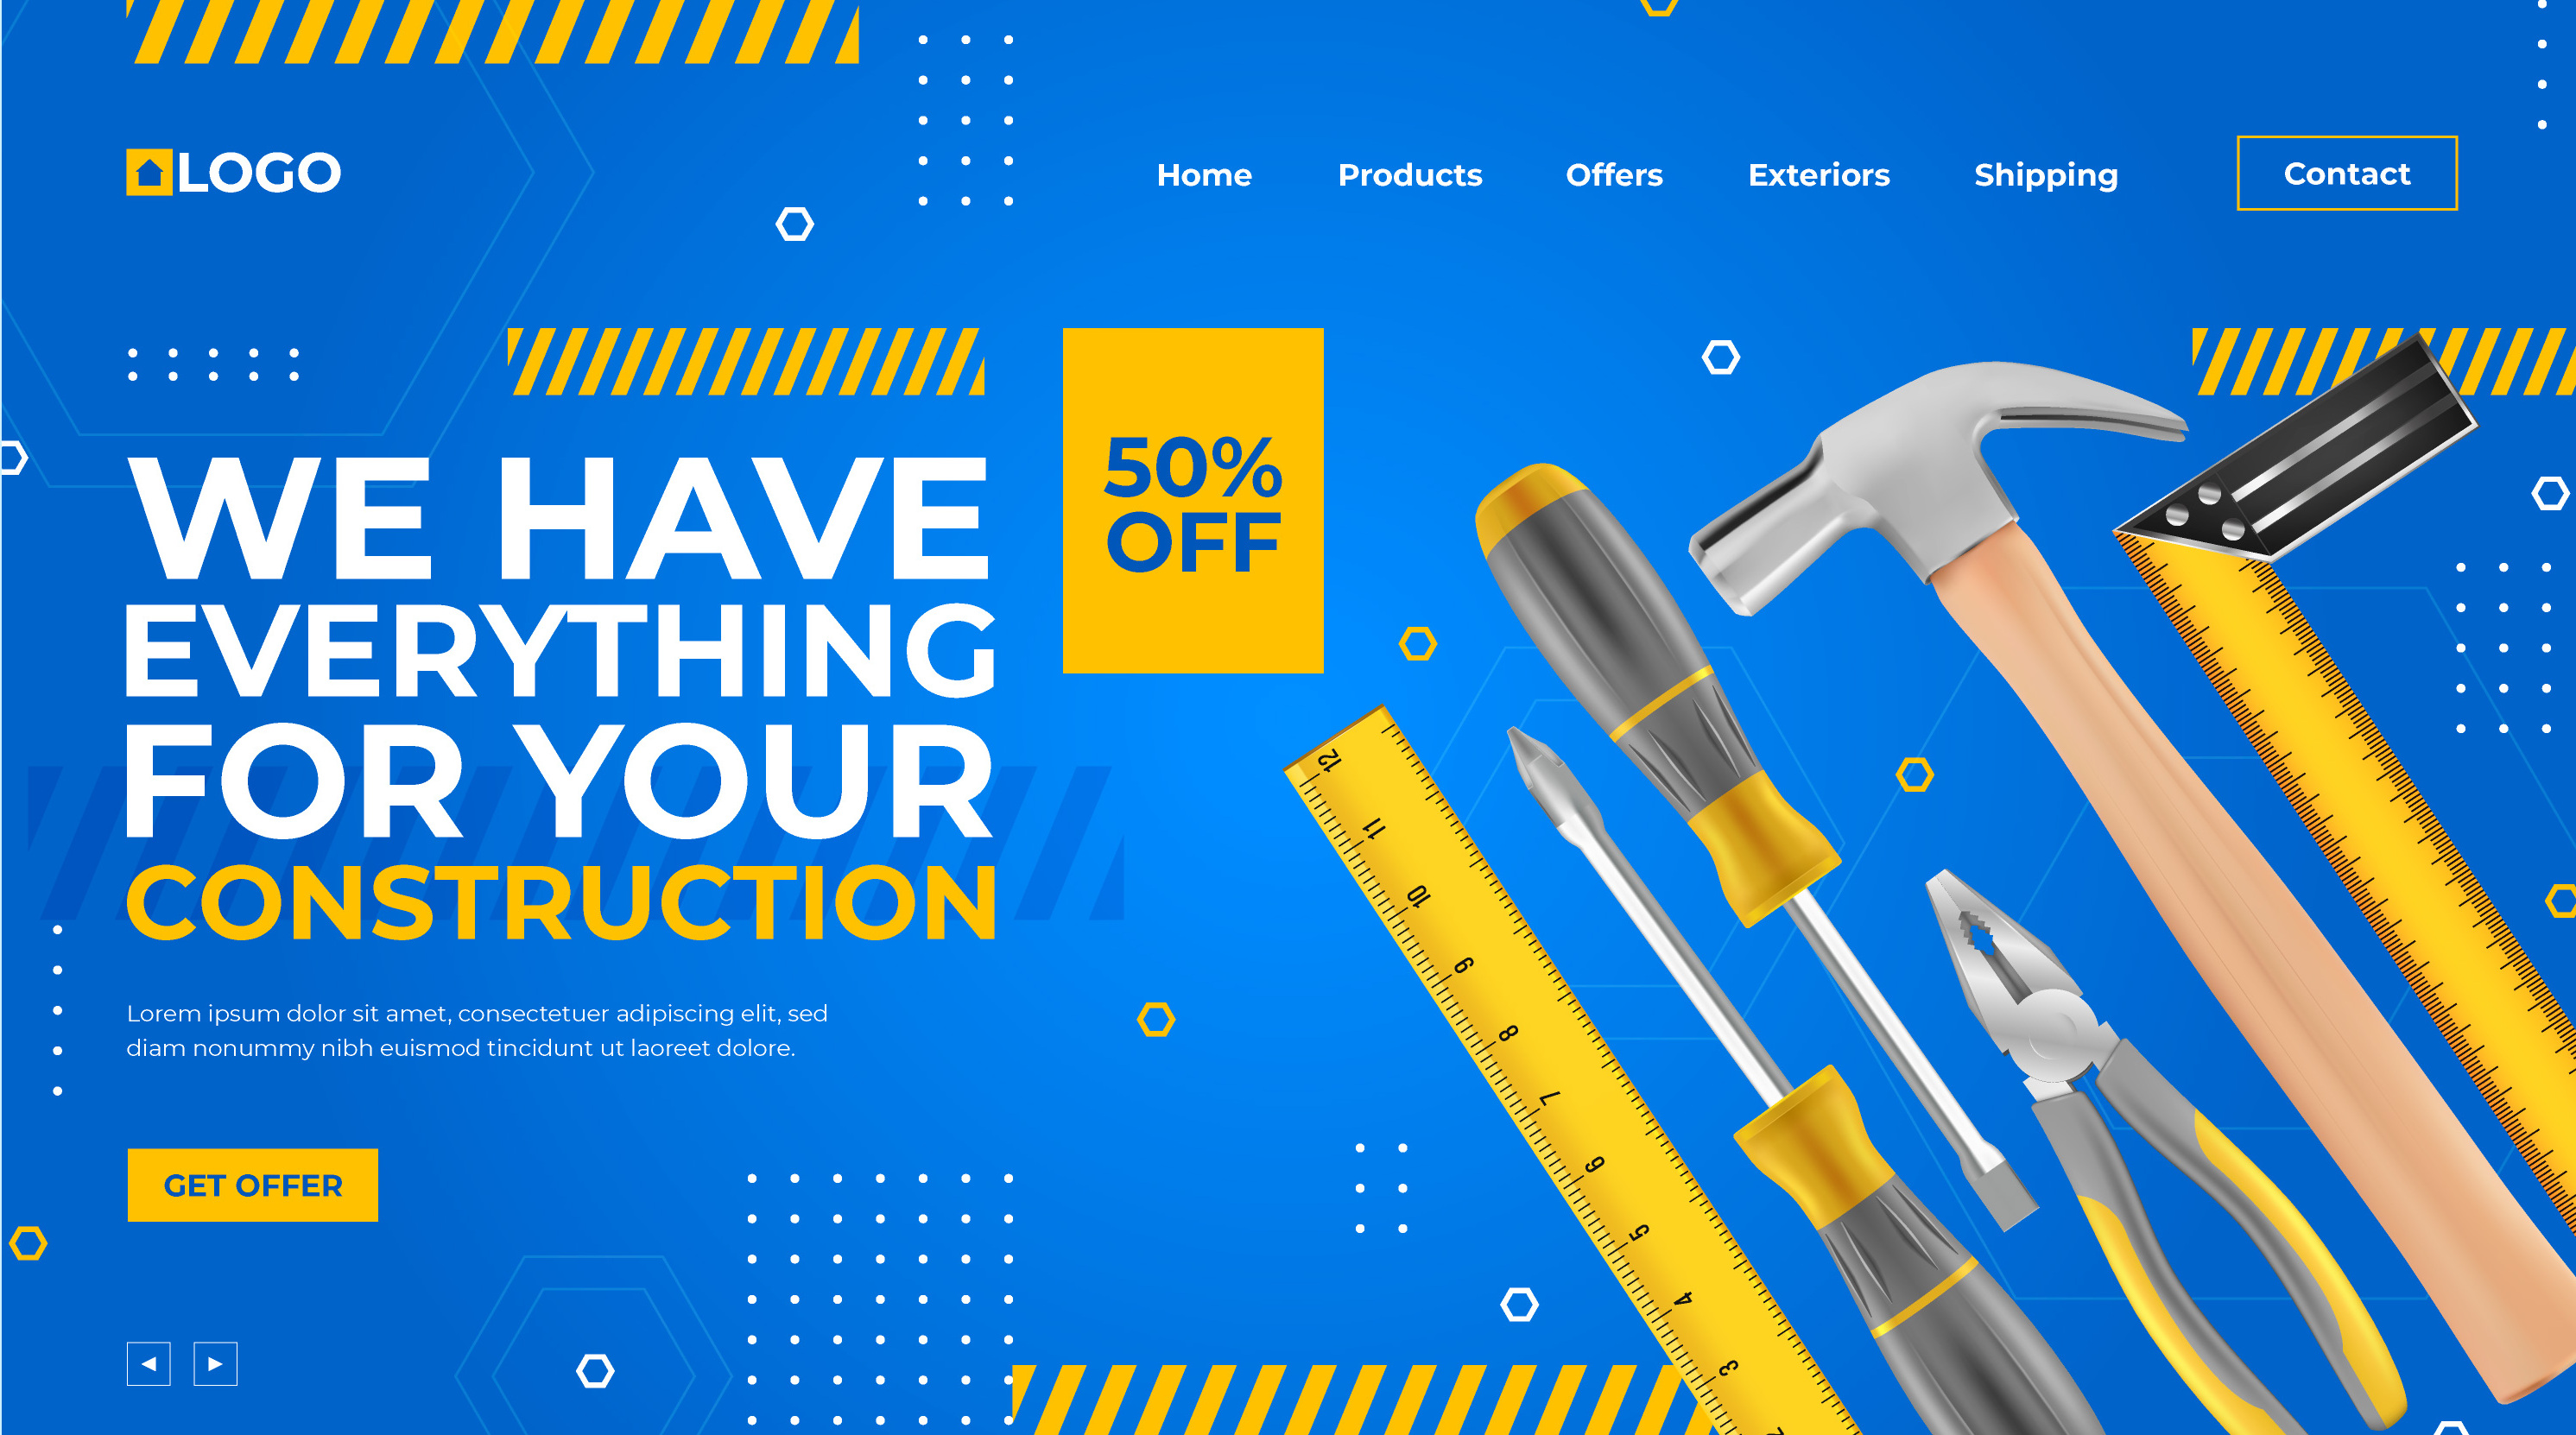 LOGO
Home
Products
Offers
Exteriors
Shipping
Contact
WE HAVE
EVERYTHING
FOR YOUR
CONSTRUCTION
50%
OFF
Lorem ipsum dolor sit amet, consectetuer adipiscing elit, sed
diam nonummy nibh euismod tincidunt ut laoreet dolore.
GET OFFER
12
11
10
9
8
7
6
5
4
3
2